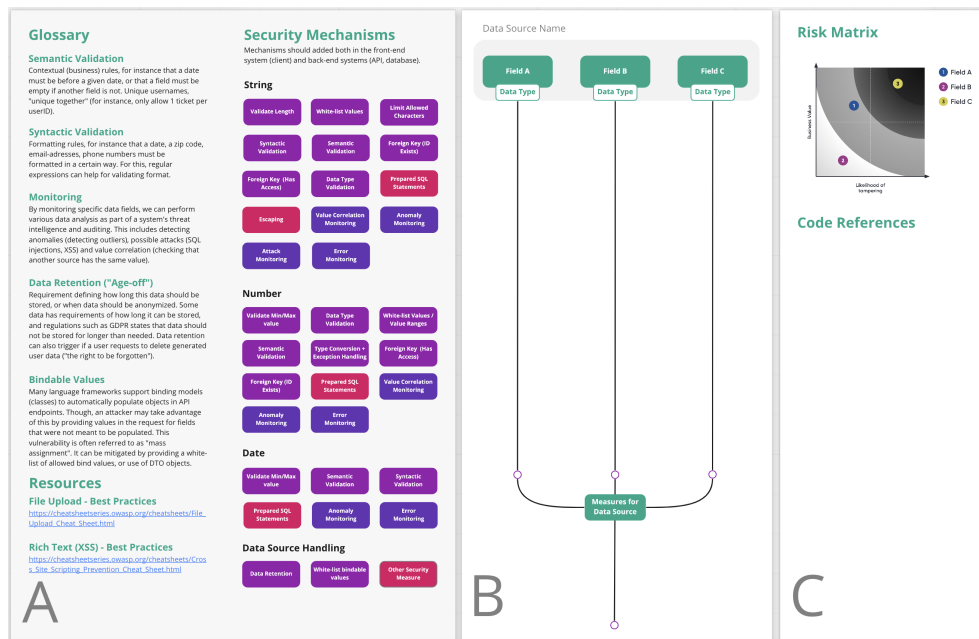 Glossary
Semantic Validation
Contextual (business) rules, for instance that a date
must be before a given date, or that a field must be
empty if another field is not. Unique usernames,
"unique together" (for instance, only allow 1 ticket per
userID).
Syntactic Validation
Formatting rules, for instance that a date, a zip code,
email-adresses, phone numbers must be
formatted in a certain way. For this, regular
expressions can help for validating format.
Monitoring
By monitoring specific data fields, we can perform
various data analysis as part of a system's threat
intelligence and auditing. This includes detecting
anomalies (detecting outliers), possible attacks (SQL
injections, XSS) and value correlation (checking that
another source has the same value).
Data Retention ("Age-off")
Requirement defining how long this data should be
stored, or when data should be anonymized. Some
data has requirements of how long it can be stored,
and regulations such as GDPR states that data should
not be stored for longer than needed. Data retention
can also trigger if a user requests to delete generated
user data ("the right to be forgotten").
Bindable Values
Many language frameworks support binding models
(classes) to automatically populate objects in API
endpoints. Though, an attacker may take advantage
of this by providing values in the request for fields
that were not meant to be populated. This
vulnerability is often referred to as "mass
assignment". It can be mitigated by providing a white-
list of allowed bind values, or use of DTO objects.
Resources
File Upload - Best Practices
https://cheatsheetseries.owasp.org/cheatsheets/File_
Upload_Cheat_Sheet.html
Rich Text (XSS) - Best Practices
https://cheatsheetseries.owasp.org/cheatsheets/Cros
s_Site_Scripting_Prevention_Cheat_Sheet.html
A
Security Mechanisms
Mechanisms should added both in the front-end
system (client) and back-end systems (API, database).
String
Validate Length
White-list Values
Limit Allowed
Characters
Syntactic
Validation
Semantic
Validation
Foreign Key (ID
Exists)
Foreign Key (Has
Access)
Data Type
Validation
Prepared SQL
Statements
Escaping
Value Correlation
Monitoring
Anomaly
Monitoring
Attack
Monitoring
Error
Monitoring
Number
Validate Min/Max
value
Data Type
Validation
White-list Values /
Value Ranges
Semantic
Validation
Type Conversion +
Exception Handling
Foreign Key (Has
Access)
Foreign Key (ID
Exists)
Prepared SQL
Statements
Value Correlation
Monitoring
Anomaly
Monitoring
Error
Monitoring
Date
Validate Min/Max
value
Semantic
Validation
Syntactic
Validation
Prepared SQL
Statements
Anomaly
Monitoring
Error
Monitoring
Data Source Handling
Data Retention
White-list bindable
values
Other Security
Measure
Data Source Name
Field A
Field B
Field C
Data Type
Data Type
Data Type
Measures for
Data Source
B
Risk Matrix
Business Value
1
2
3
Likelihood of
tampering
1 Field A
2 Field B
3 Field C
Code References
C